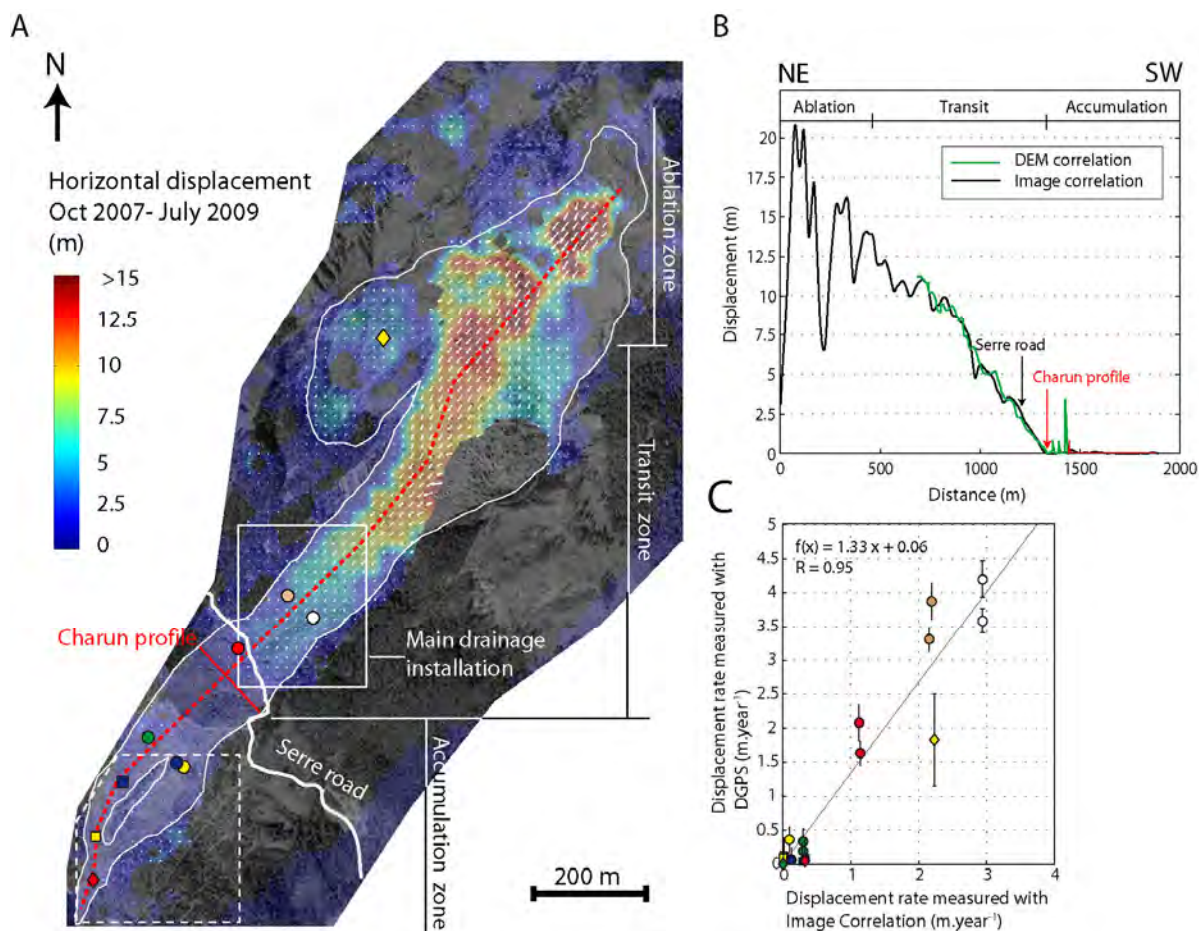 A
N
Horizontal displacement
Oct 2007- July 2009
(m)
>15
12.5
10
7.5
5
2.5
0
Ablation zone
Transit zone
Charun profile
Main drainage
installation
Serre road
Accumulation zone
200 m
B
NE
SW
Ablation
Transit
Accumulation
DEM correlation
Image correlation
Serre road
Charun profile
Displacement (m)
20
17.5
15
12.5
10
7.5
5
2.5
0
0
500
1000
1500
2000
Distance (m)
C
f(x) = 1.33 x + 0.06
R = 0.95
Displacement rate measured with
DGPS (m.year⁻¹)
5
4.5
4
3.5
3
2.5
2
1.5
1
0.5
0
0
1
2
3
4
Displacement rate measured with
Image Correlation (m.year⁻¹)